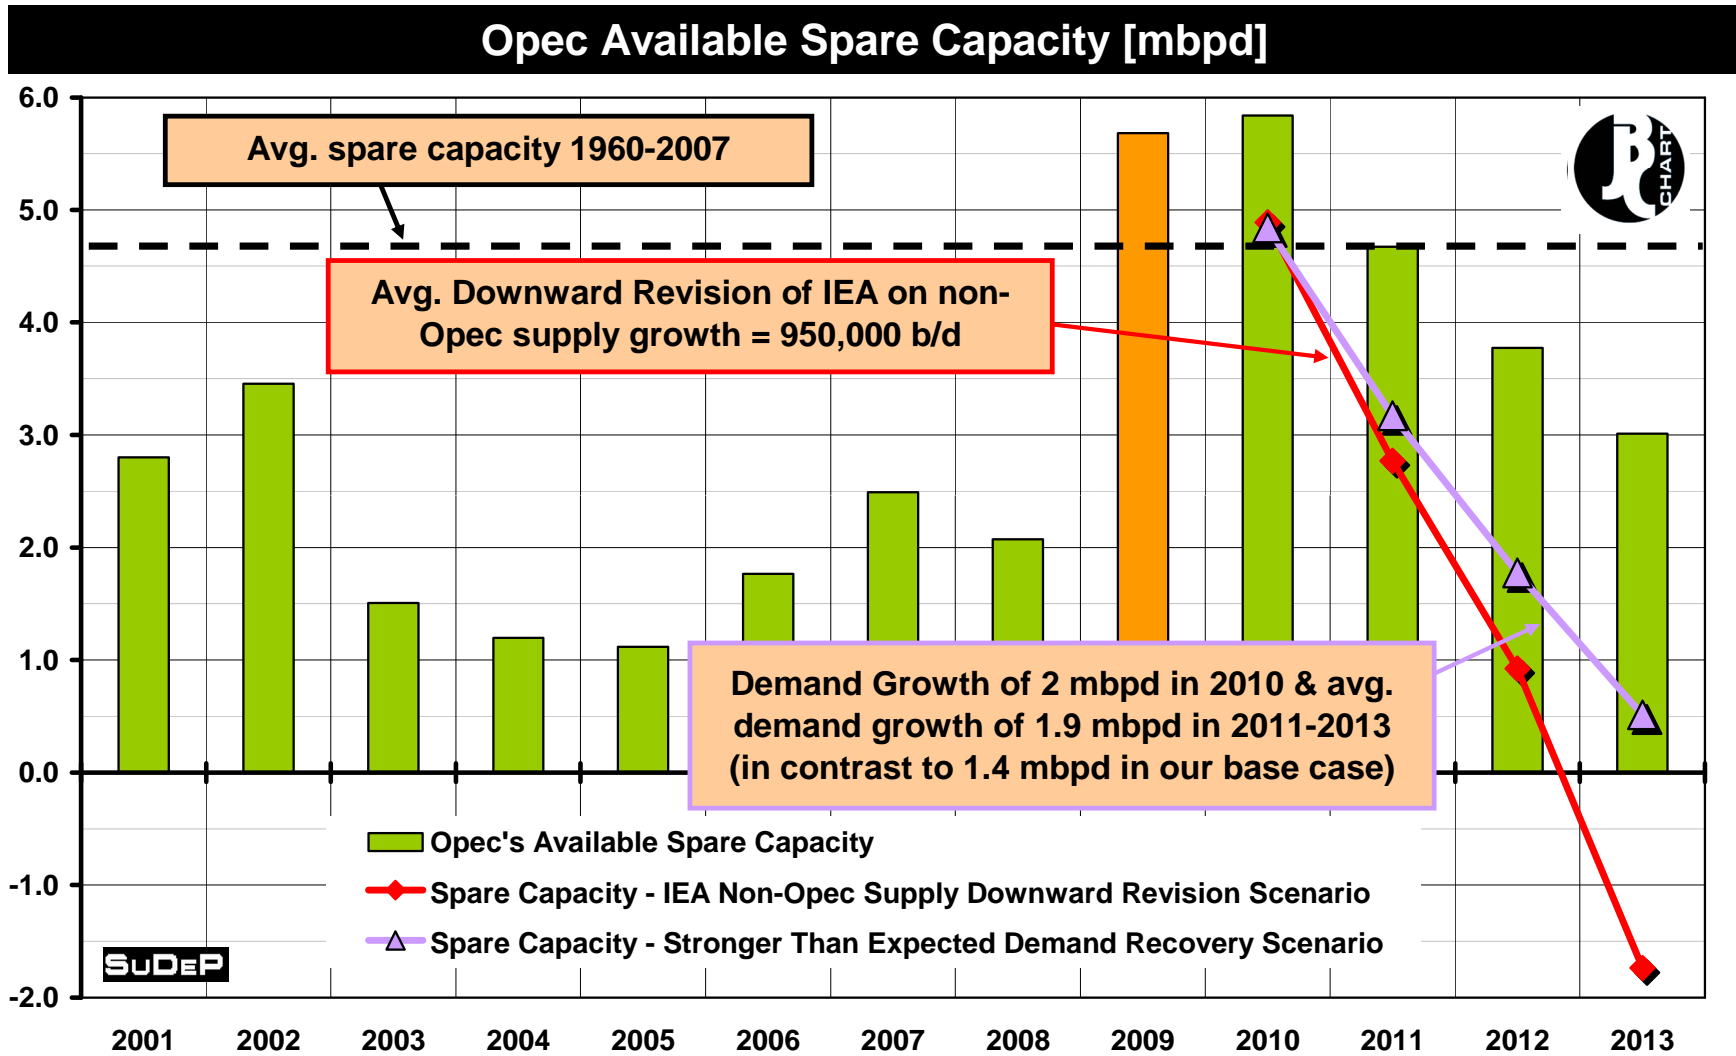 Opec Available Spare Capacity [mbpd]
6.0
5.0
4.0
3.0
2.0
1.0
0.0
-1.0
-2.0
Avg. spare capacity 1960-2007
JBC
CHART
Avg. Downward Revision of IEA on non-
Opec supply growth = 950,000 b/d
Demand Growth of 2 mbpd in 2010 & avg.
demand growth of 1.9 mbpd in 2011-2013
(in contrast to 1.4 mbpd in our base case)
Opec's Available Spare Capacity
Spare Capacity - IEA Non-Opec Supply Downward Revision Scenario
Spare Capacity - Stronger Than Expected Demand Recovery Scenario
SUDEP
2001 2002 2003 2004 2005 2006 2007 2008 2009 2010 2011 2012 2013